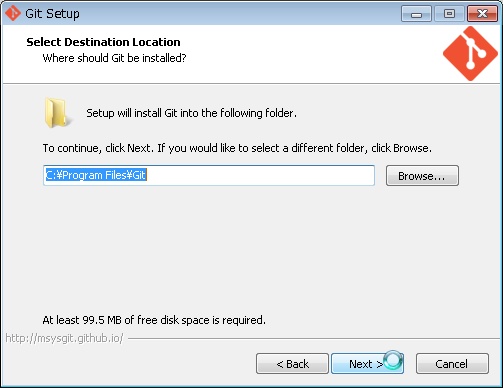 Git Setup
Select Destination Location
Where should Git be installed?
Setup will install Git into the following folder.
To continue, click Next. If you would like to select a different folder, click Browse.
C:¥Program Files¥Git
Browse...
At least 99.5 MB of free disk space is required.
http://msysgit.github.io/
< Back
Next >
Cancel